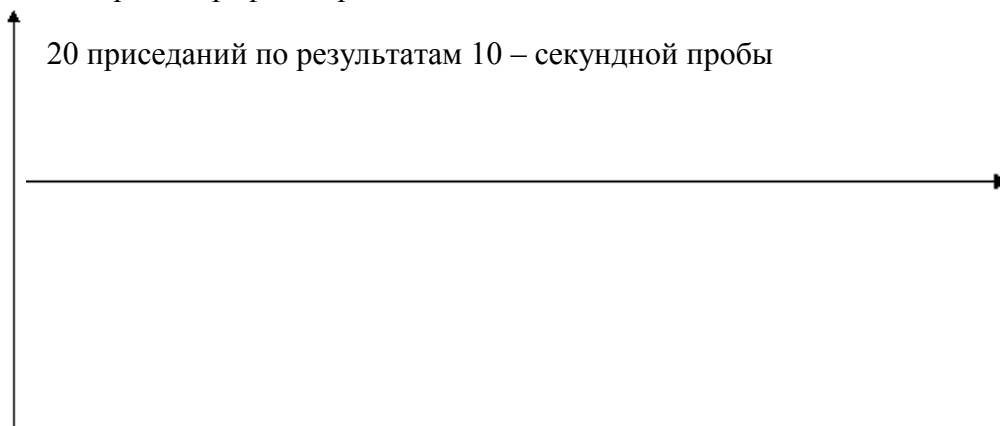 20 приседаний по результатам 10 – секундной пробы